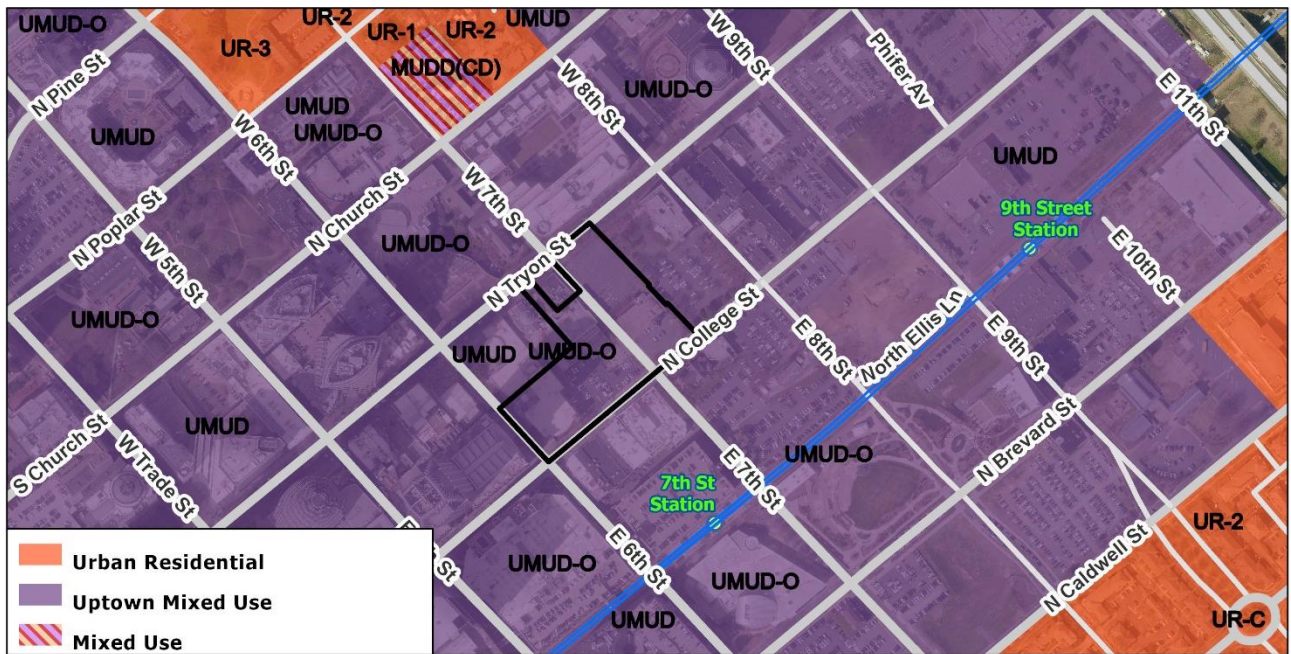 UMUD-O
UR-2
UR-1
UR-2
UMUD
UR-3
MUDD(CD)
W 9th St
Phifer Av
W 8th St
UMUD-O
E 11th St
N Pine St
UMUD
UMUD
UMUD-O
W 6th St
UMUD
W 7th St
N Church St
N Poplar St
9th Street
Station
W 5th St
UMUD-O
N Tryon St
E 10th St
UMUD-O
UMUD
UMUD-O
N College St
E 8th St
North Ellis Ln
E 9th St
S Church St
UMUD
W Trade St
N Brevard St
UMUD-O
E 7th St
7th St
Station
St
E 6th St
UMUD-O
UMUD-O
UMUD
N Caldwell St
UR-2
UR-C
Urban Residential
Uptown Mixed Use
Mixed Use